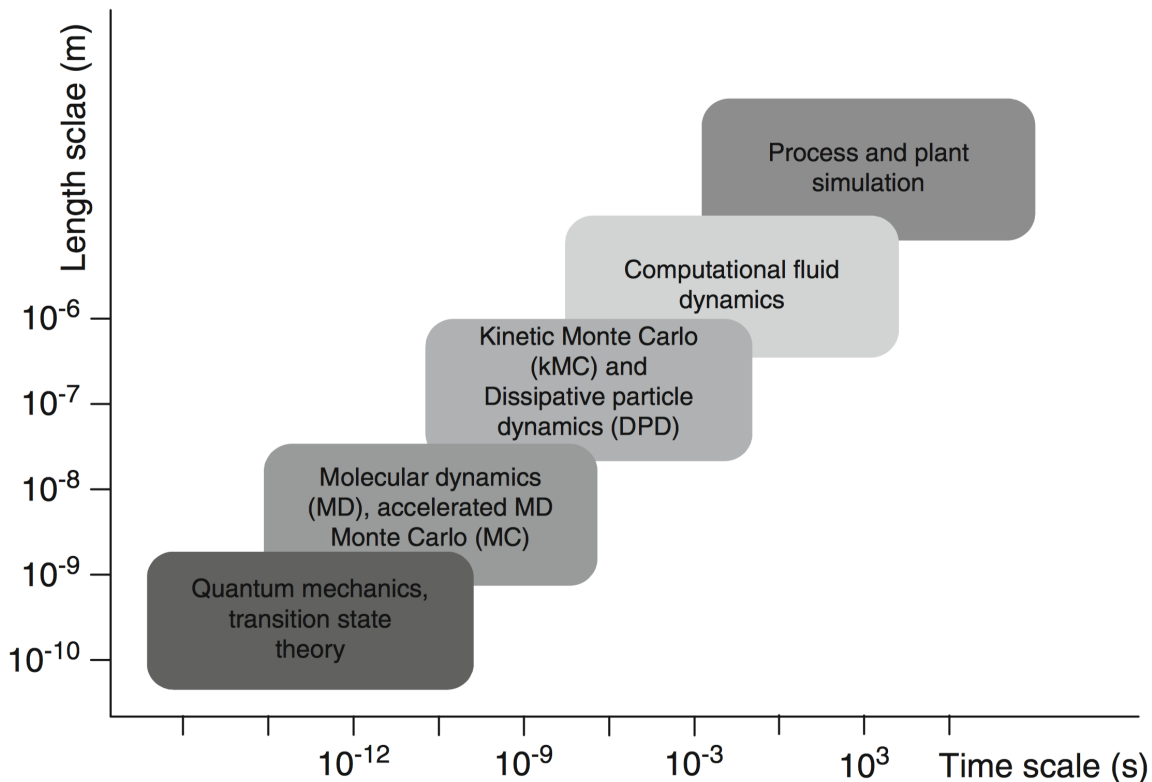 Length sclae (m)
Process and plant
simulation
Computational fluid
dynamics
10⁻⁶
Kinetic Monte Carlo
(kMC) and
Dissipative particle
dynamics (DPD)
10⁻⁷
Molecular dynamics
(MD), accelerated MD
Monte Carlo (MC)
10⁻⁸
10⁻⁹
Quantum mechanics,
transition state
theory
10⁻¹⁰
10⁻¹² 10⁻⁹ 10⁻³ 10³ Time scale (s)